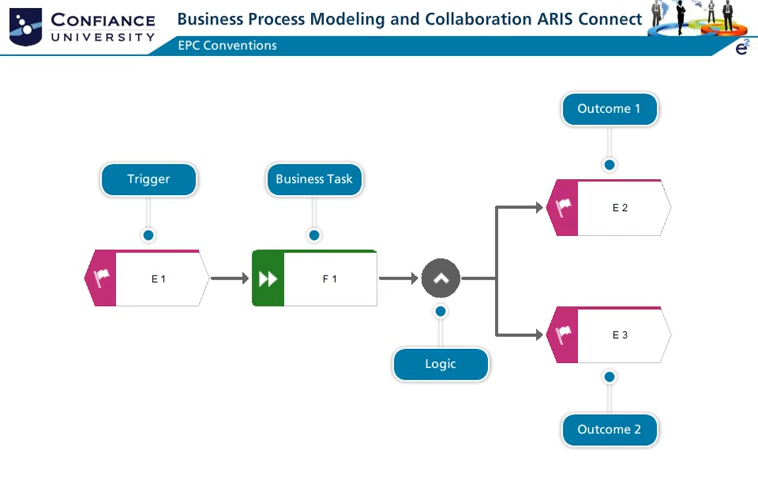 CONFIANCE
UNIVERSITY
Business Process Modeling and Collaboration ARIS Connect
EPC Conventions
e2
Outcome 1
Trigger
Business Task
E 2
E 1
F 1
E 3
Logic
Outcome 2